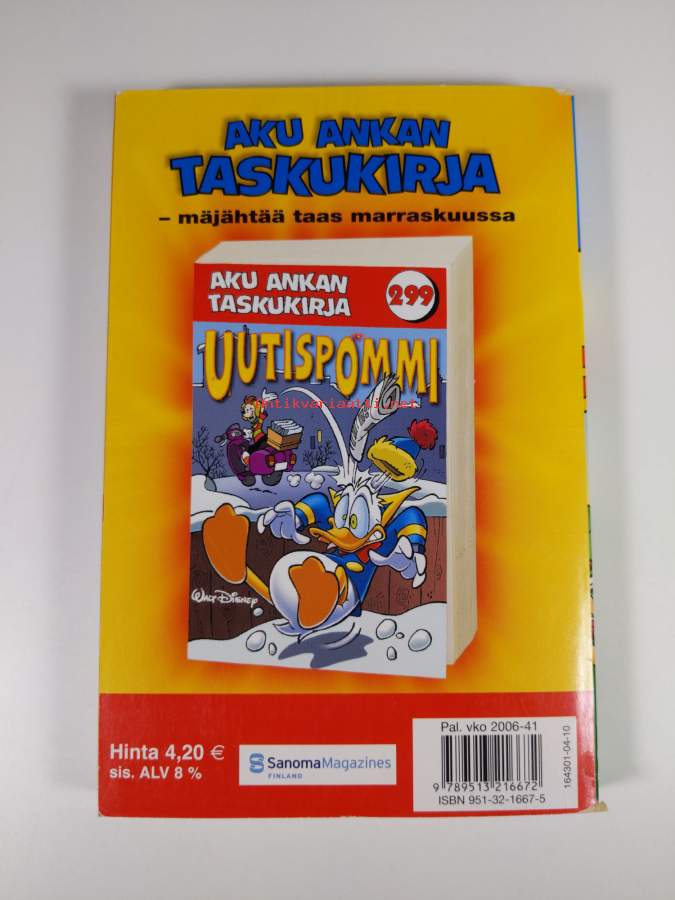 AKU ANKAN
TASKUKIRJA
– mäjähtää taas marraskuussa
AKU ANKAN
TASKUKIRJA
299
UUTISPOMMI
antikvariaatti.net
WALT DISNEY
Hinta 4,20 €
sis. ALV 8 %
SanomaMagazines
FINLAND
Pal. vko 2006-41
9 789513 216672
ISBN 951-32-1667-5
164301-04-10